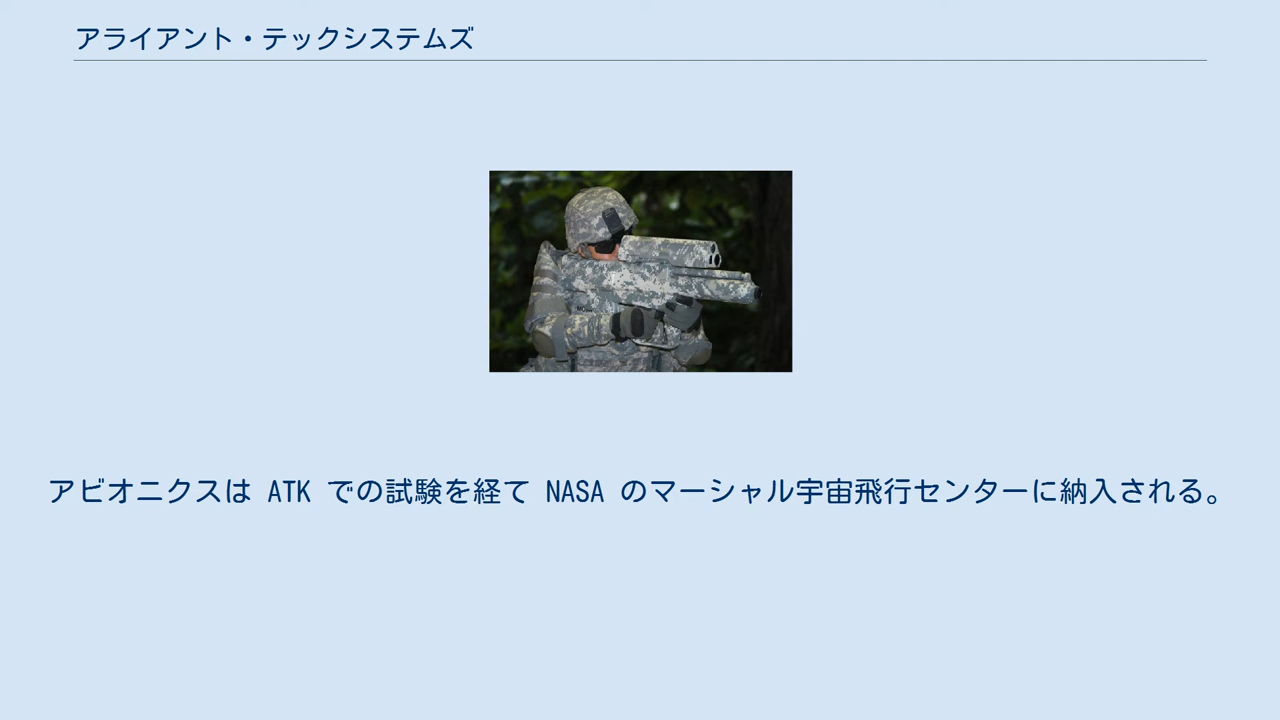 アライアント・テックシステムズ
アビオニクスは ATK での試験を経て NASA のマーシャル宇宙飛行センターに納入される。